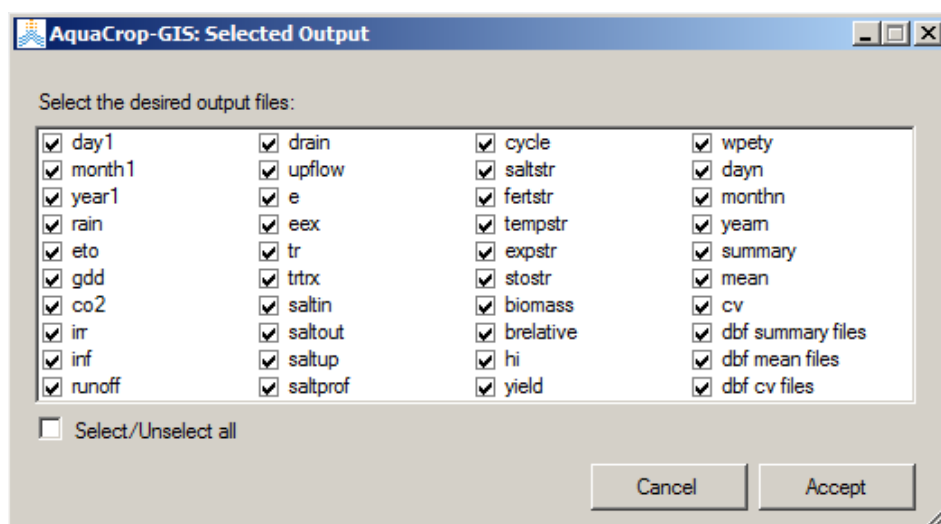 AquaCrop-GIS: Selected Output
Select the desired output files:
day1 drain cycle wpety
month1 upflow saltstr dayn
year1 e fertstr monthn
rain eex tempstr yearn
eto tr expstr summary
gdd trtrx stostr mean
co2 saltin biomass cv
irr saltout brelative dbf summary files
inf saltup hi dbf mean files
runoff saltprof yield dbf cv files
Select/Unselect all
Cancel Accept